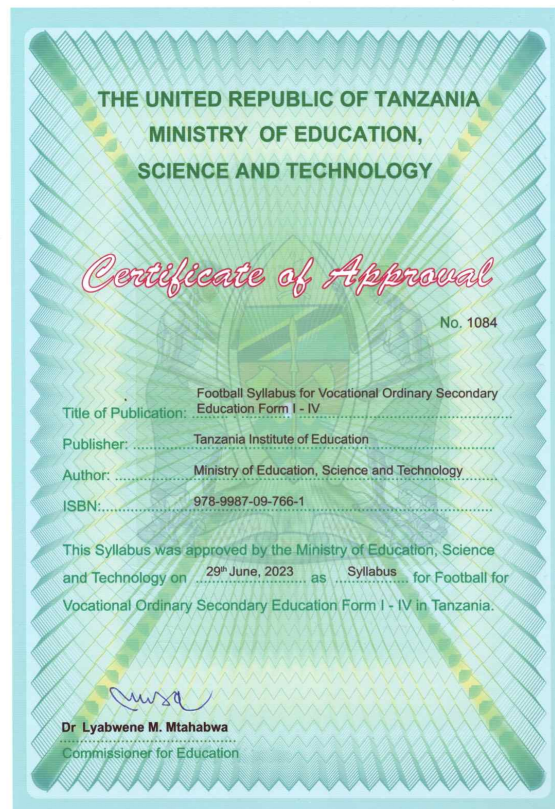 THE UNITED REPUBLIC OF TANZANIA
MINISTRY OF EDUCATION,
SCIENCE AND TECHNOLOGY
Certificate of Approval
No. 1084
Title of Publication: Football Syllabus for Vocational Ordinary Secondary
Education Form I - IV
Publisher: Tanzania Institute of Education
Author: Ministry of Education, Science and Technology
ISBN: 978-9987-09-766-1
This Syllabus was approved by the Ministry of Education, Science
and Technology on 29th June, 2023 as Syllabus for Football for
Vocational Ordinary Secondary Education Form I - IV in Tanzania.
Dr Lyabwene M. Mtahabwa
Commissioner for Education